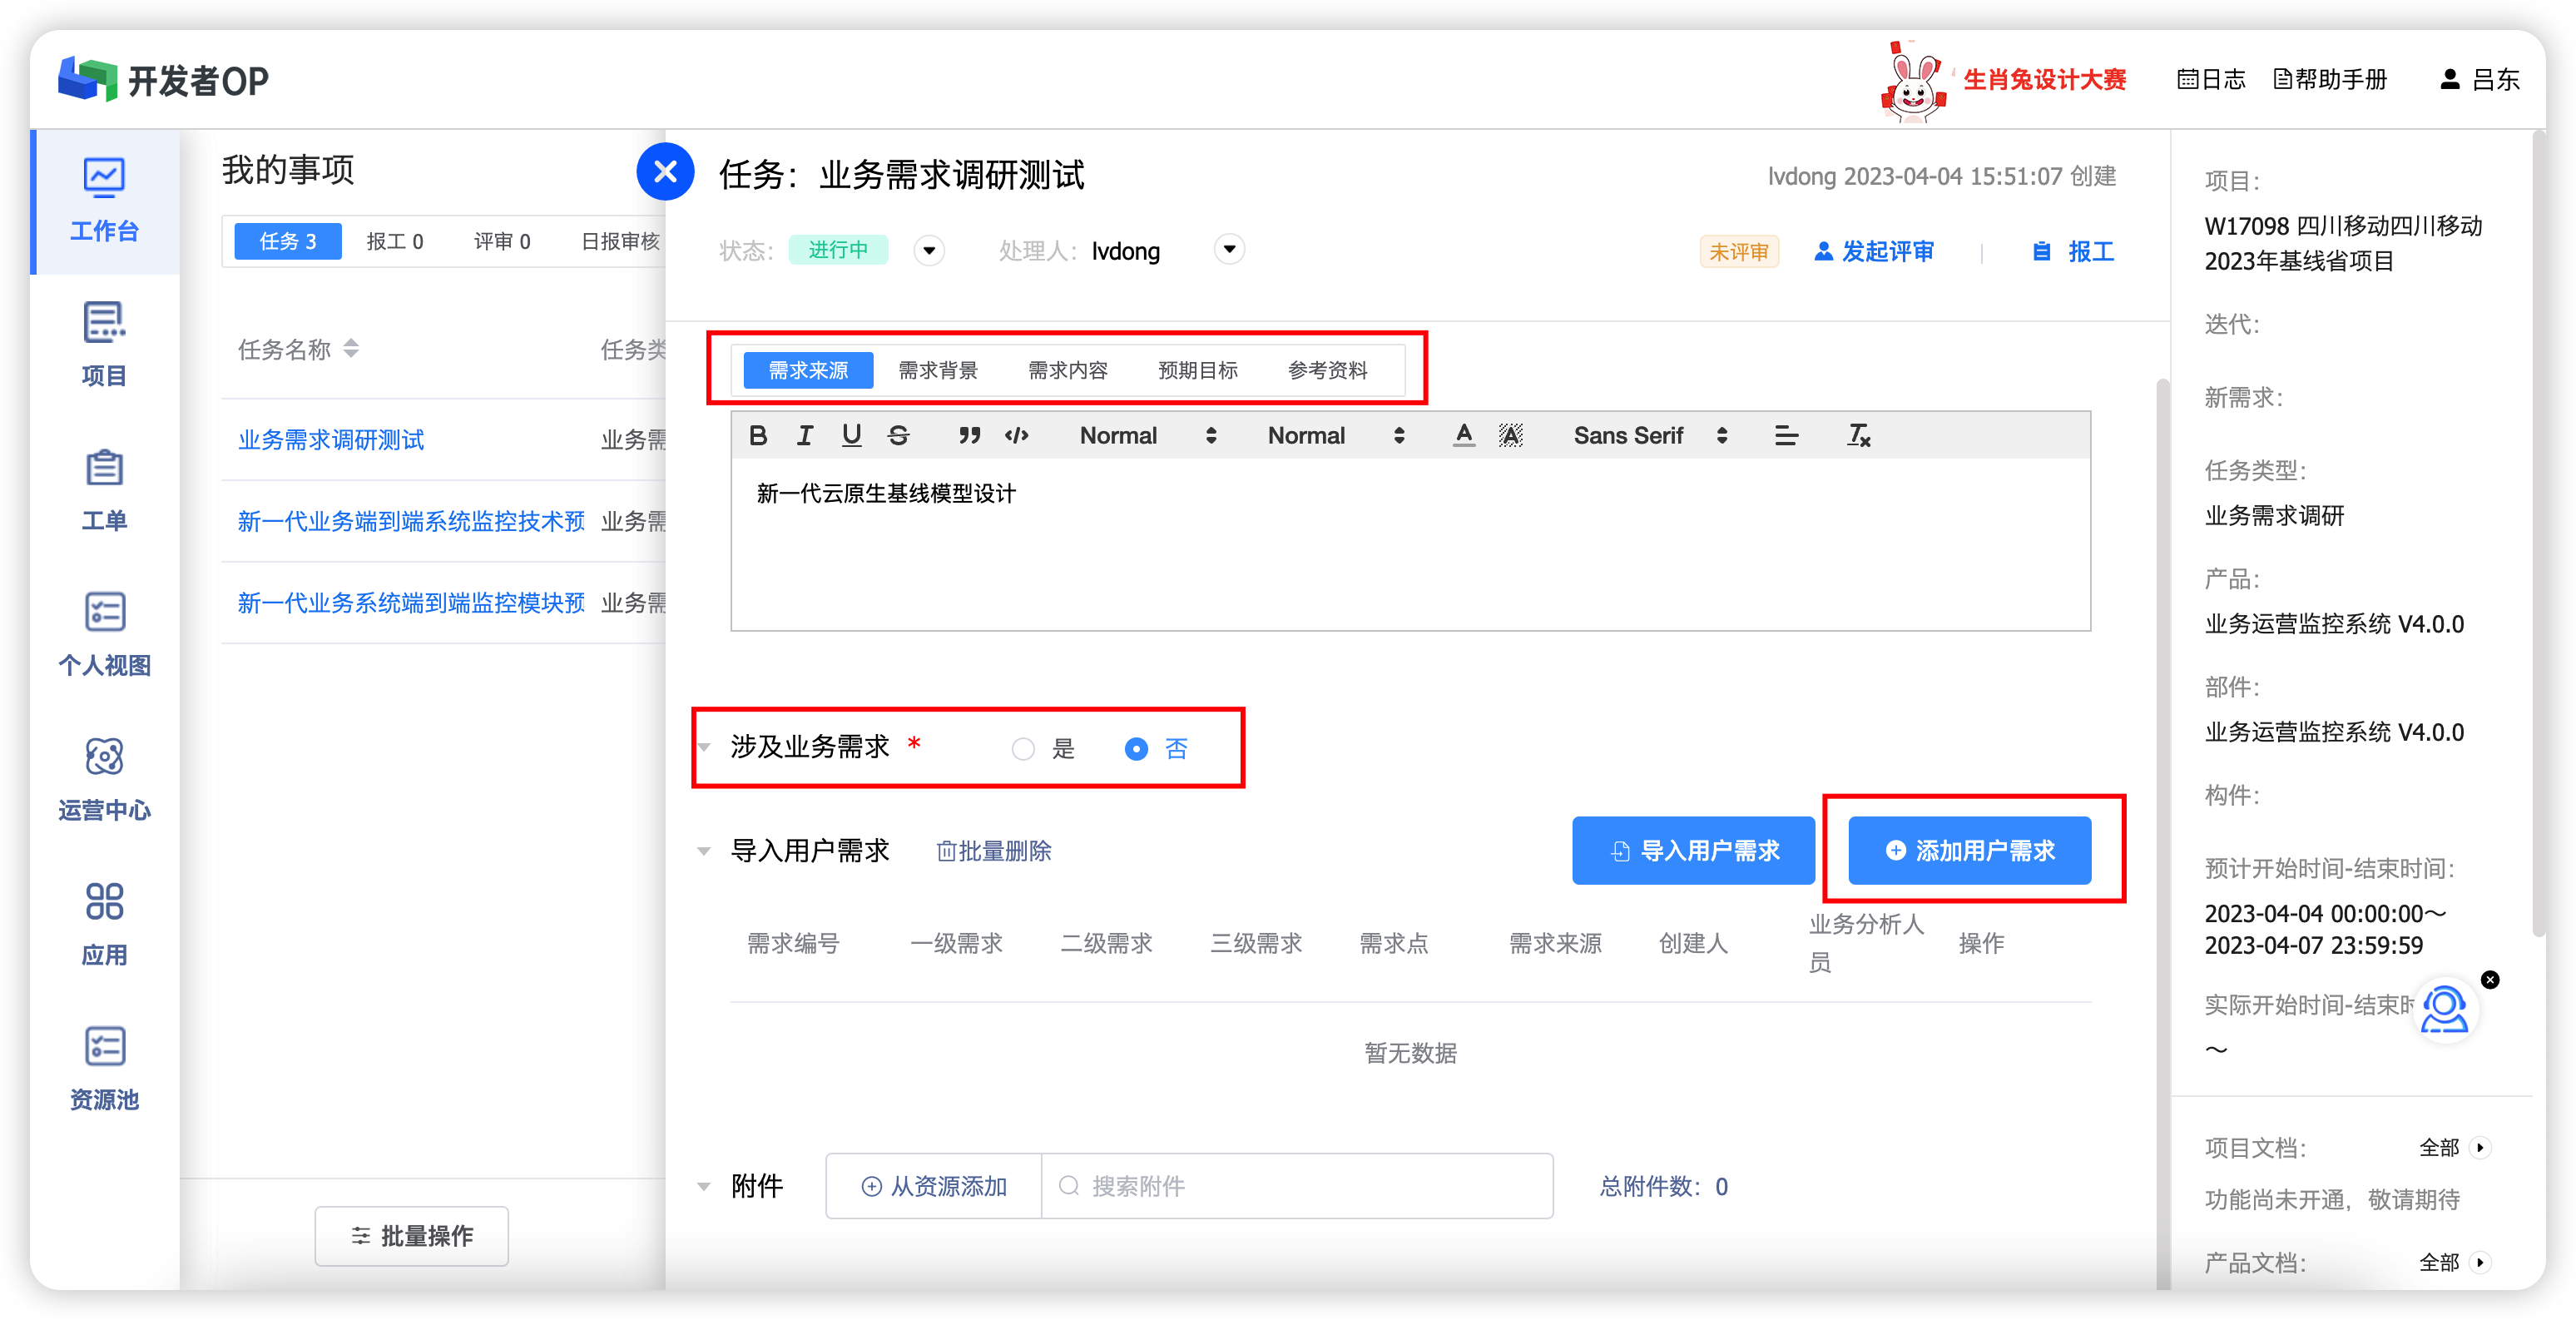 开发者OP
生肖兔设计大赛
日志
帮助手册
吕东
工作台
项目
工单
个人视图
运营中心
应用
资源池
我的事项
任务 3
报工 0
评审 0
日报审核
任务名称
任务类
业务需求调研测试
业务需
新一代业务端到端系统监控技术预
业务需
新一代业务系统端到端监控模块预
业务需
批量操作
任务：业务需求调研测试
lvdong 2023-04-04 15:51:07 创建
状态：
进行中
处理人：
lvdong
未评审
发起评审
报工
需求来源
需求背景
需求内容
预期目标
参考资料
Normal
Normal
Sans Serif
新一代云原生基线模型设计
涉及业务需求 *
是
否
导入用户需求
批量删除
导入用户需求
添加用户需求
需求编号
一级需求
二级需求
三级需求
需求点
需求来源
创建人
业务分析人
员
操作
暂无数据
附件
从资源添加
搜索附件
总附件数：0
项目：
W17098 四川移动四川移动
2023年基线省项目
迭代：
新需求：
任务类型：
业务需求调研
产品：
业务运营监控系统 V4.0.0
部件：
业务运营监控系统 V4.0.0
构件：
预计开始时间-结束时间：
2023-04-04 00:00:00～
2023-04-07 23:59:59
实际开始时间-结束时
～
项目文档：
全部
功能尚未开通，敬请期待
产品文档：
全部